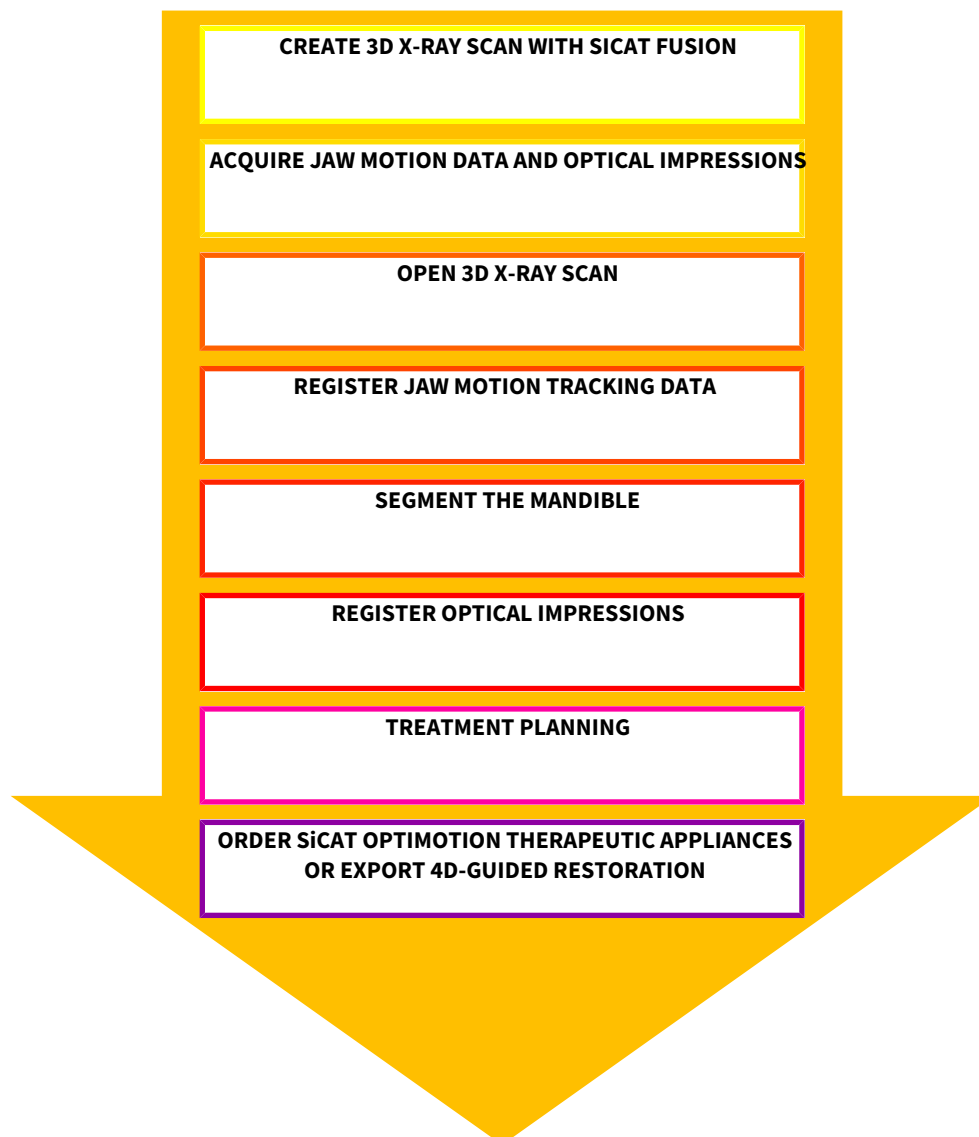 CREATE 3D X-RAY SCAN WITH SICAT FUSION
ACQUIRE JAW MOTION DATA AND OPTICAL IMPRESSIONS
OPEN 3D X-RAY SCAN
REGISTER JAW MOTION TRACKING DATA
SEGMENT THE MANDIBLE
REGISTER OPTICAL IMPRESSIONS
TREATMENT PLANNING
ORDER SiCAT OPTIMOTION THERAPEUTIC APPLIANCES
OR EXPORT 4D-GUIDED RESTORATION